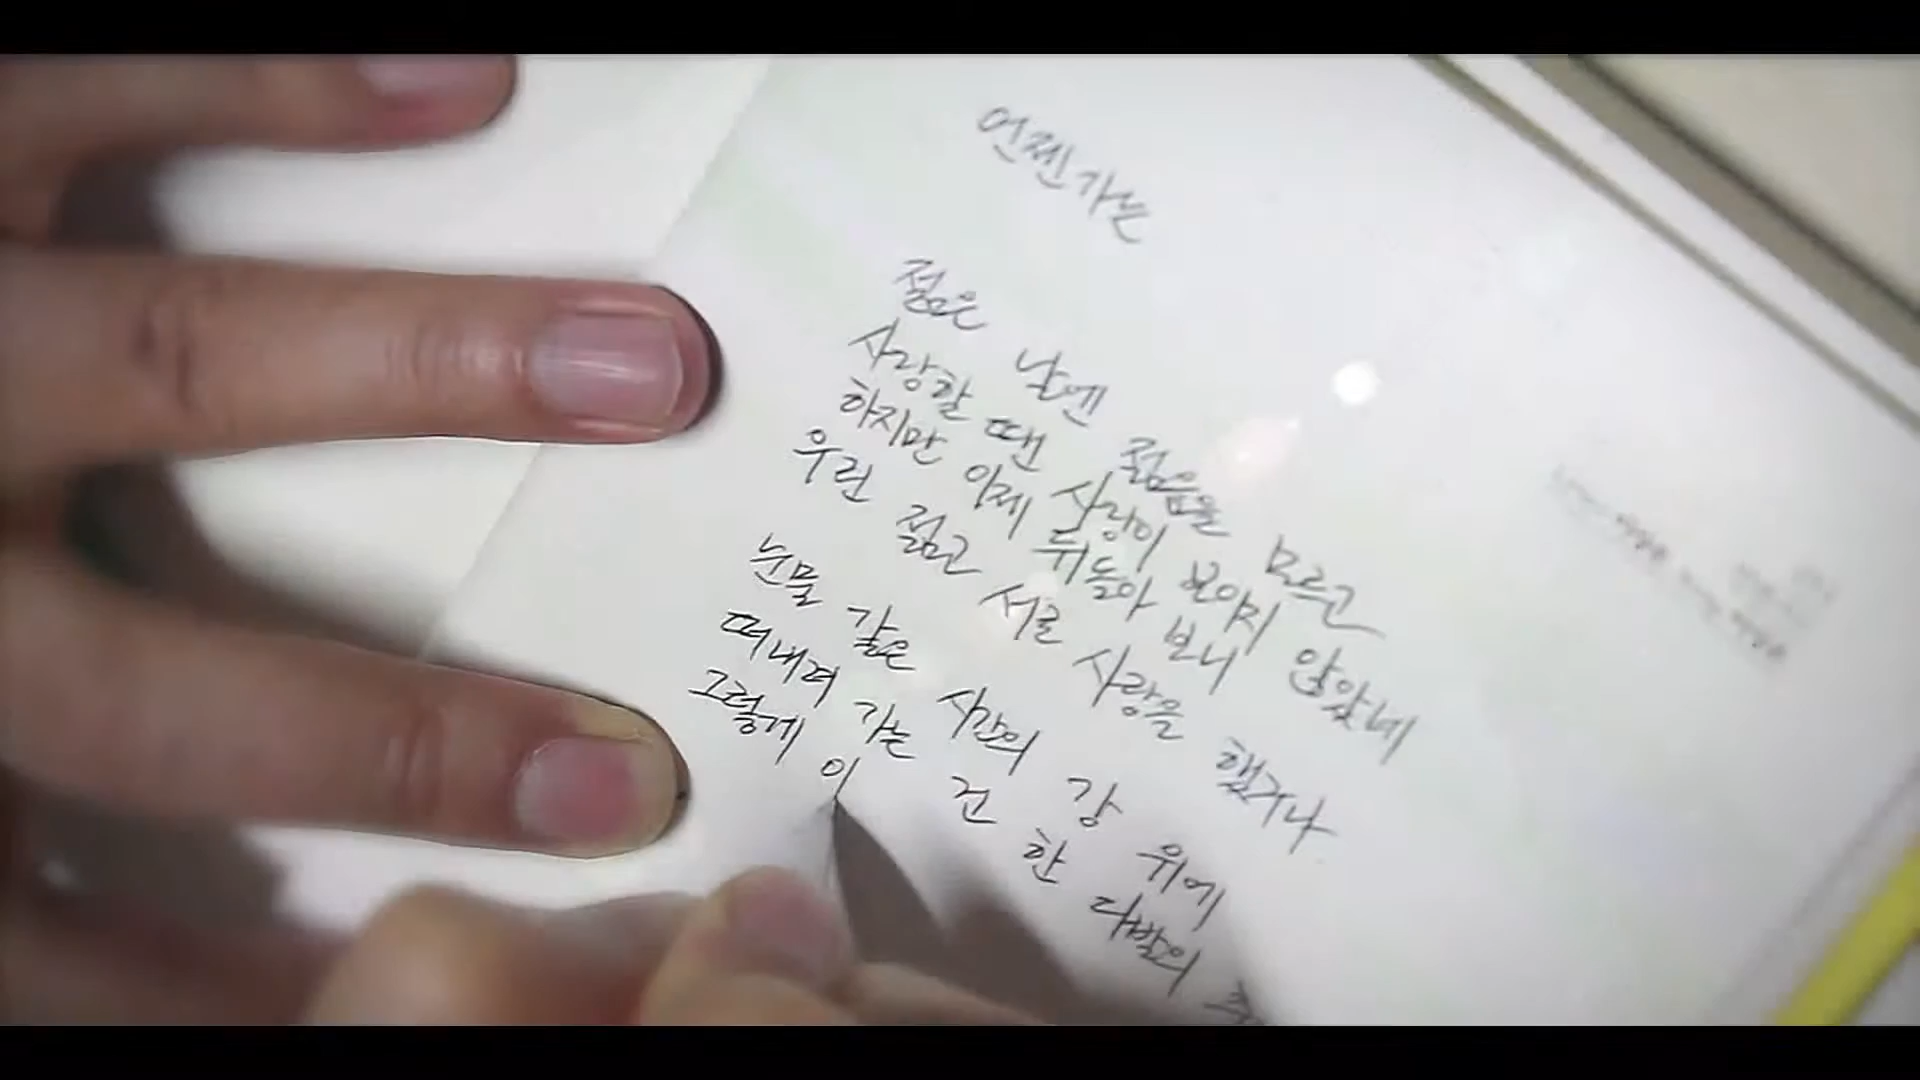 언젠가는
젊은 날엔 젊음을 모르고
사랑할 땐 사랑이 보이지 않았네
하지만 이제 뒤돌아 보니
우린 젊고 서로 사랑을 했구나
눈물 같은 시간의 강 위에
떠내려 가는 건 한 다발의
그렇게 이